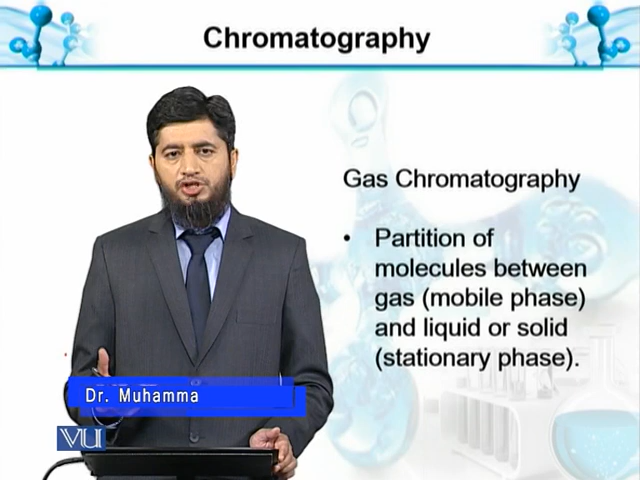 Chromatography
Gas Chromatography
• Partition of
molecules between
gas (mobile phase)
and liquid or solid
(stationary phase).
Dr. Muhamma
VU